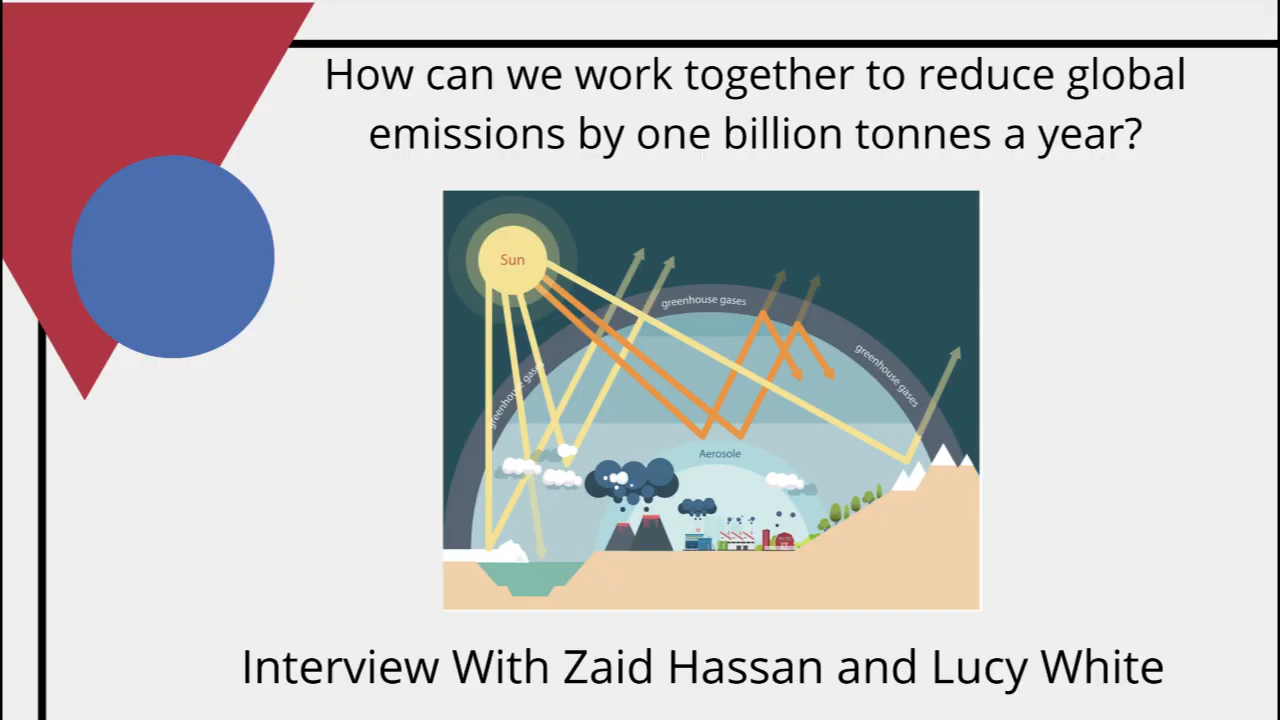 How can we work together to reduce global
emissions by one billion tonnes a year?
Sun
greenhouse gases
greenhouse gases
greenhouse gases
Aerosole
Interview With Zaid Hassan and Lucy White